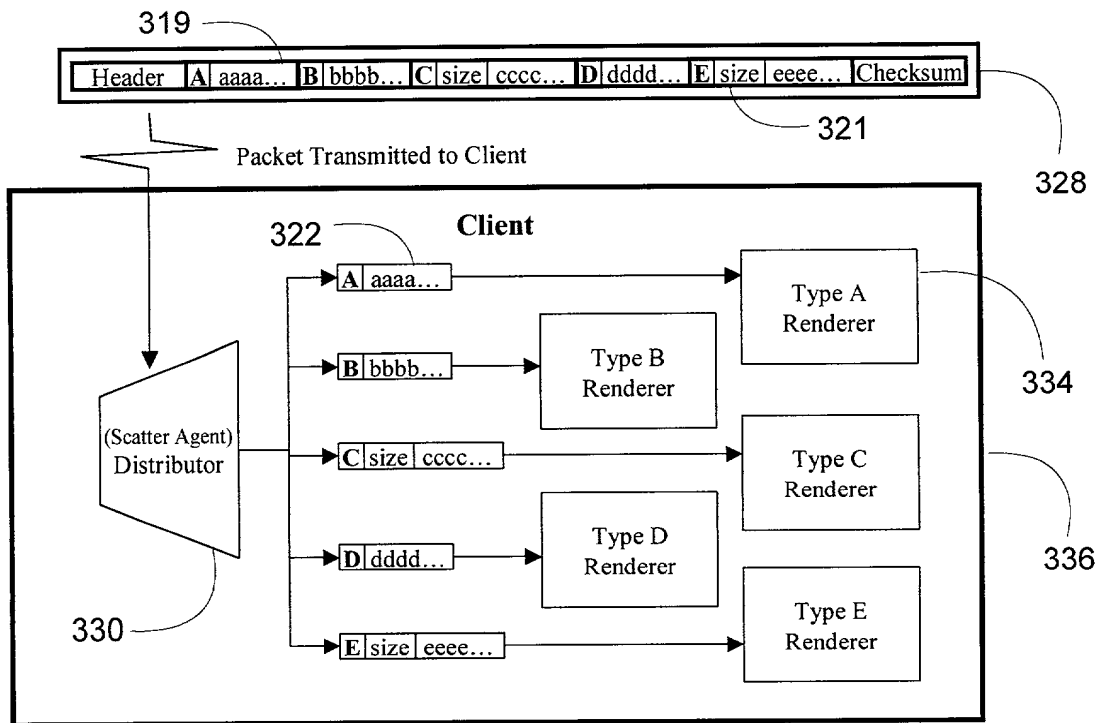 319
Header A aaaa... B bbbb... C size cccc... D dddd... E size eeee... Checksum
321
328
Packet Transmitted to Client
Client
322
A aaaa...
Type A
Renderer
334
B bbbb...
Type B
Renderer
(Scatter Agent)
Distributor
C size cccc...
Type C
Renderer
336
D dddd...
Type D
Renderer
330
E size eeee...
Type E
Renderer